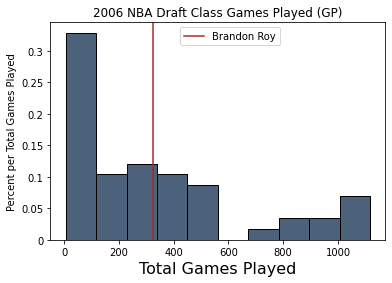 2006 NBA Draft Class Games Played (GP)
Brandon Roy
Percent per Total Games Played
0.3
0.25
0.2
0.15
0.1
0.05
0
0 200 400 600 800 1000
Total Games Played